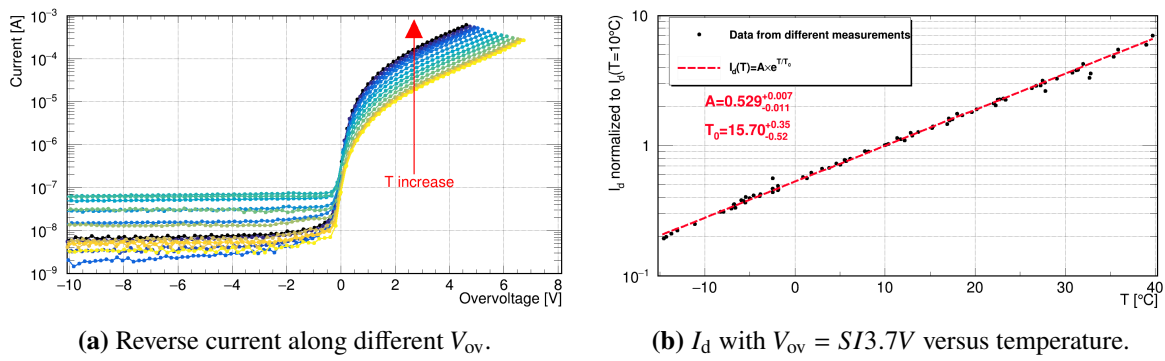 10⁻³
10⁻⁴
10⁻⁵
10⁻⁶
10⁻⁷
10⁻⁸
10⁻⁹
Current [A]
T increase
−10 −8 −6 −4 −2 0 2 4 6 8
Overvoltage [V]
(a) Reverse current along different V_ov.
10
1
10⁻¹
I_d normalized to I_d(T=10°C)
Data from different measurements
I_d(T)=A×e^{T/T_0}
A=0.529 +0.007 -0.011
T_0=15.70 +0.35 -0.52
−10 0 10 20 30 40
T [°C]
(b) I_d with V_ov = SI3.7V versus temperature.